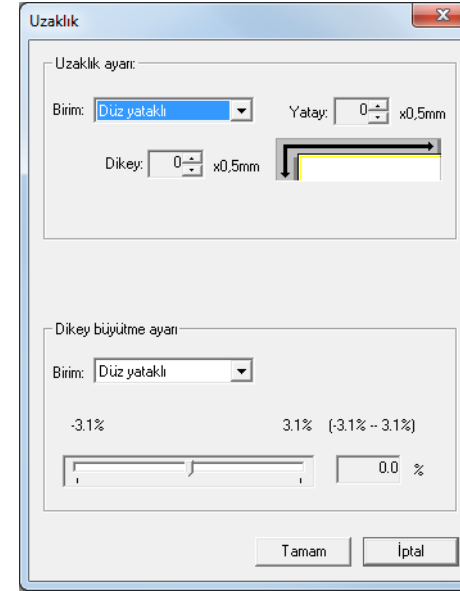 Uzaklık
Uzaklık ayarı:
Birim: Düz yataklı Yatay: 0 x0,5mm
Dikey: 0 x0,5mm
Dikey büyütme ayarı
Birim: Düz yataklı
-3.1% 3.1% (-3.1% -- 3.1%)
0.0 %
Tamam İptal